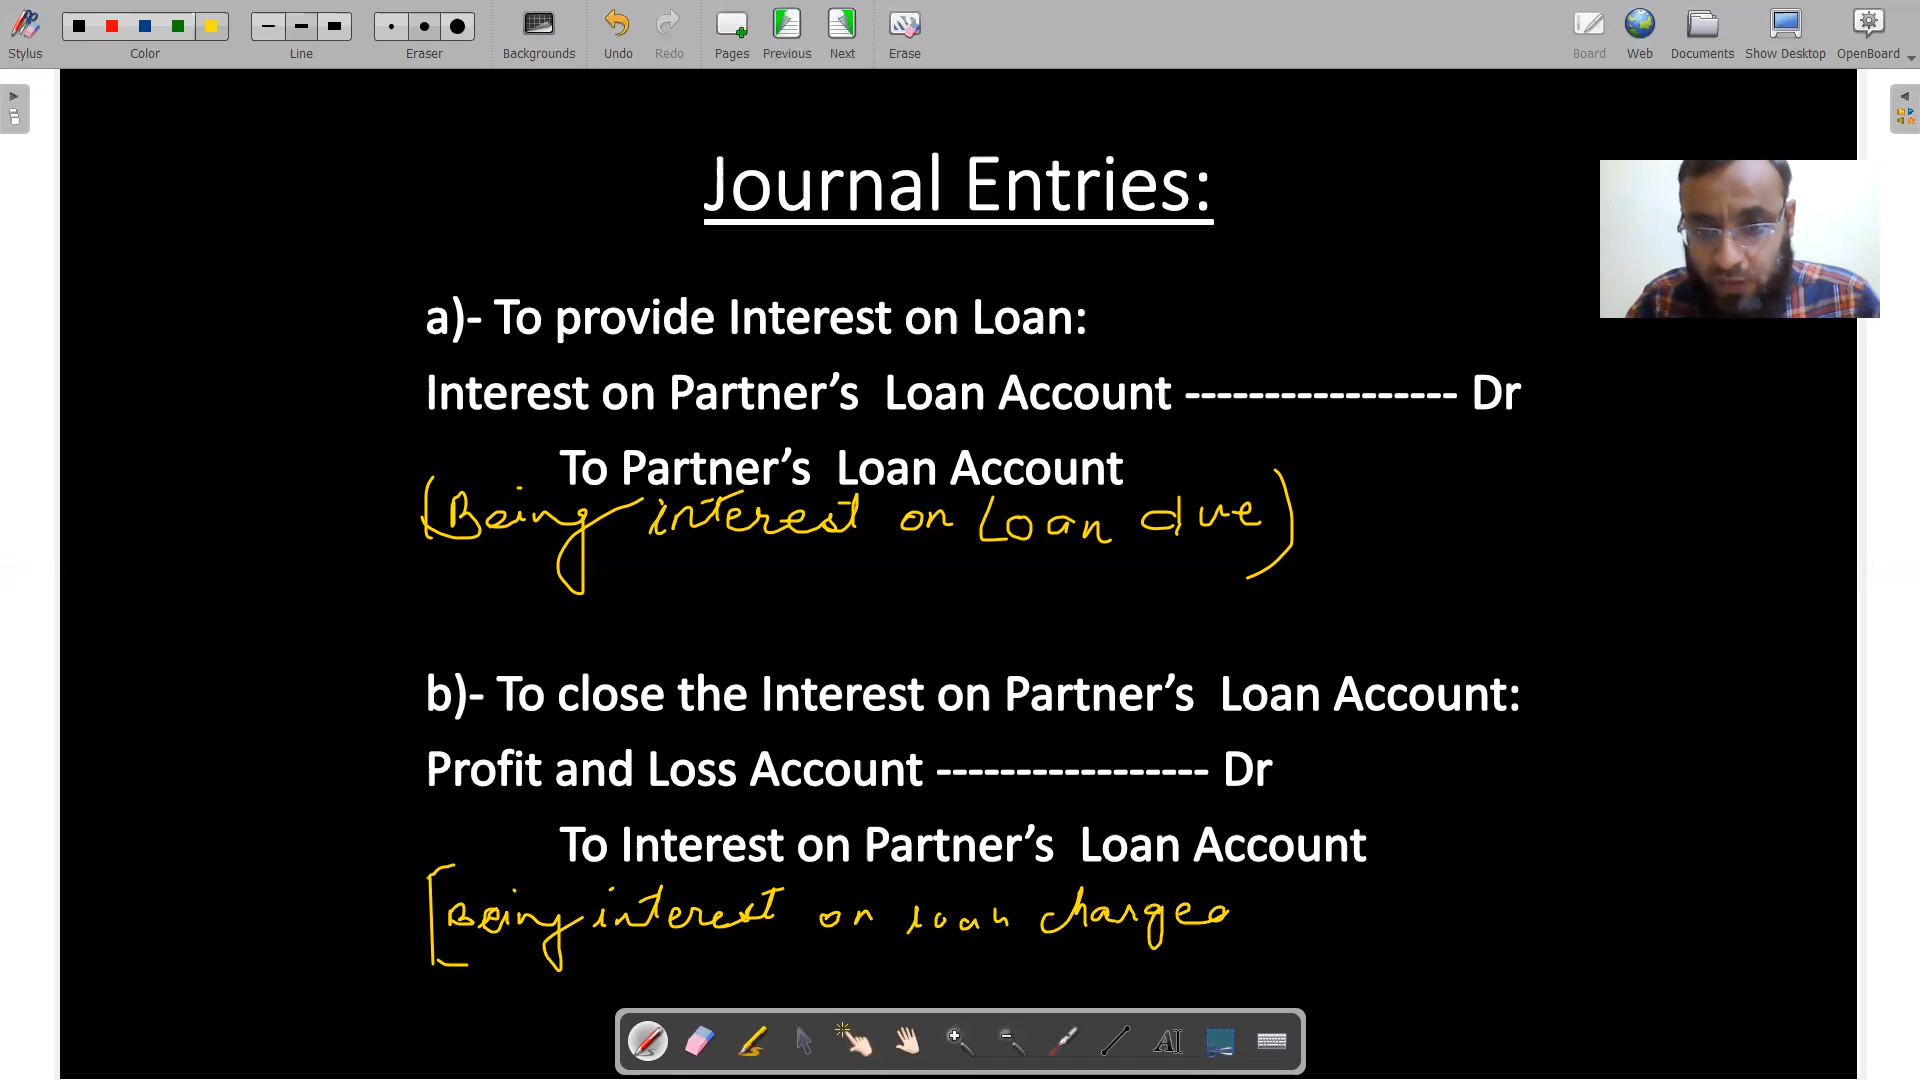 Stylus
Color
Line
Eraser
Backgrounds
Undo
Redo
Pages
Previous
Next
Erase
Board
Web
Documents
Show Desktop
OpenBoard
Journal Entries:
a)- To provide Interest on Loan:
Interest on Partner’s Loan Account ----------------- Dr
To Partner’s Loan Account
(Being interest on Loan due)
b)- To close the Interest on Partner’s Loan Account:
Profit and Loss Account ----------------- Dr
To Interest on Partner’s Loan Account
[Being interest on loan charge